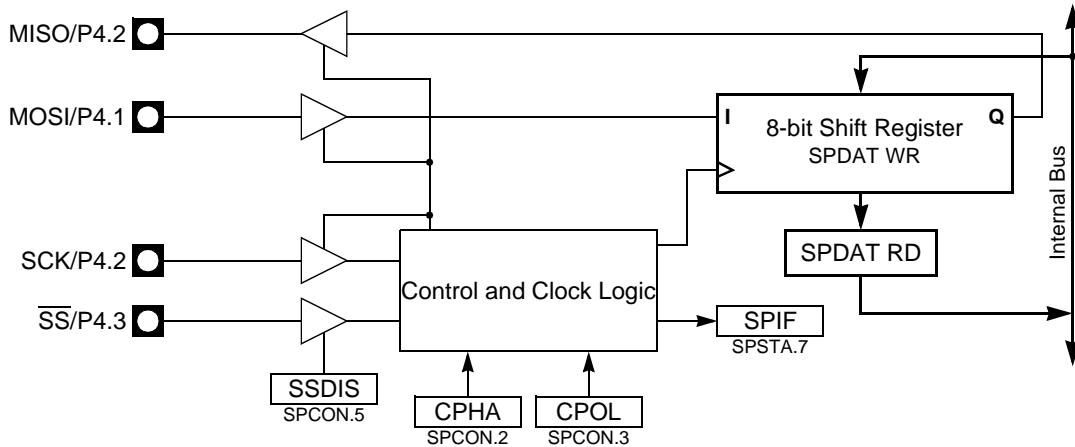 MISO/P4.2
MOSI/P4.1
I
8-bit Shift Register
Q
SPDAT WR
Internal Bus
SCK/P4.2
SPDAT RD
Control and Clock Logic
SS/P4.3
SPIF
SPSTA.7
SSDIS
SPCON.5
CPHA
SPCON.2
CPOL
SPCON.3